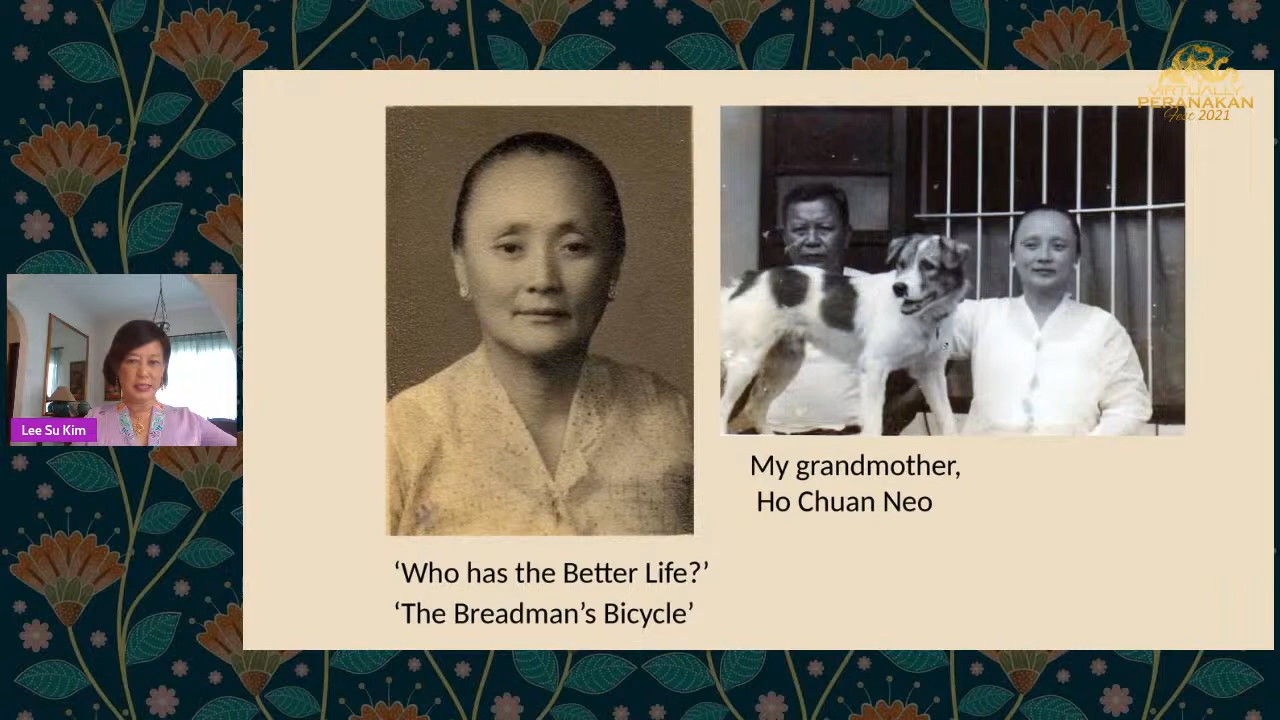 VIRTUALLY
PERANAKAN
Fest 2021
Lee Su Kim
My grandmother,
Ho Chuan Neo
‘Who has the Better Life?’
‘The Breadman’s Bicycle’